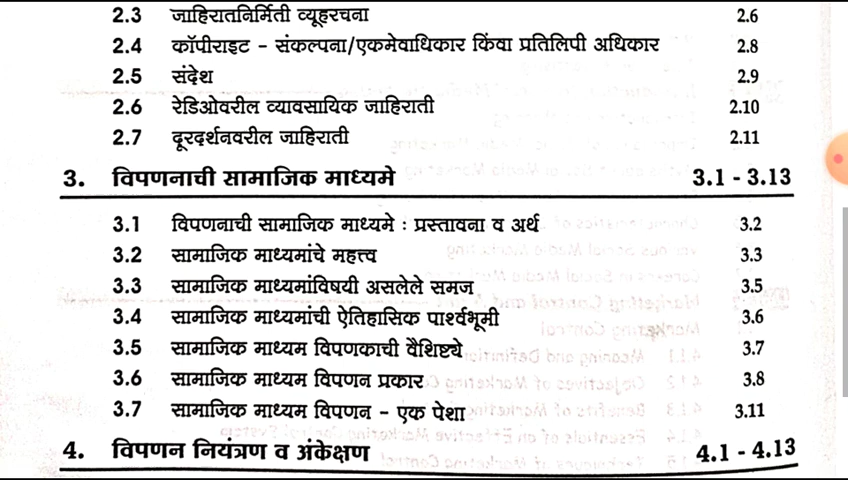 2.3 जाहिरातनिर्मिती व्यूहरचना 2.6
2.4 कॉपीराइट - संकल्पना/एकमेवाधिकार किंवा प्रतिलिपी अधिकार 2.8
2.5 संदेश 2.9
2.6 रेडिओवरील व्यावसायिक जाहिराती 2.10
2.7 दूरदर्शनवरील जाहिराती 2.11
3. विपणनाची सामाजिक माध्यमे 3.1 - 3.13
3.1 विपणनाची सामाजिक माध्यमे : प्रस्तावना व अर्थ 3.2
3.2 सामाजिक माध्यमांचे महत्त्व 3.3
3.3 सामाजिक माध्यमांविषयी असलेले समज 3.5
3.4 सामाजिक माध्यमांची ऐतिहासिक पार्श्वभूमी 3.6
3.5 सामाजिक माध्यम विपणकाची वैशिष्ट्ये 3.7
3.6 सामाजिक माध्यम विपणन प्रकार 3.8
3.7 सामाजिक माध्यम विपणन - एक पेशा 3.11
4. विपणन नियंत्रण व अंकेक्षण 4.1 - 4.13